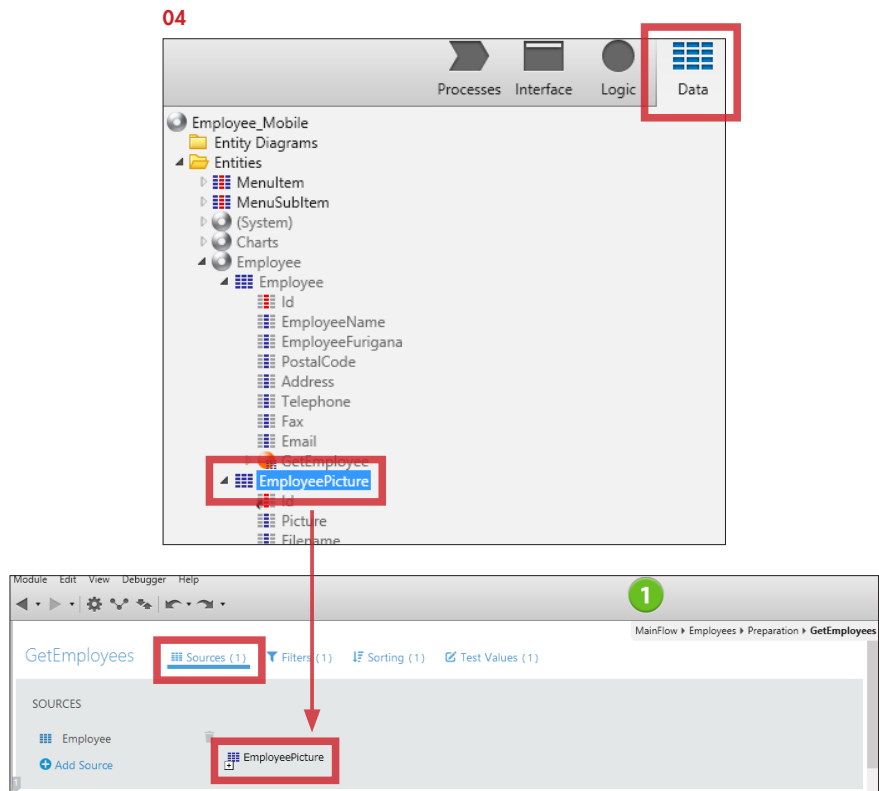 04
Processes Interface Logic Data
Employee_Mobile
Entity Diagrams
Entities
MenuItem
MenuSubItem
(System)
Charts
Employee
Employee
Id
EmployeeName
EmployeeFurigana
PostalCode
Address
Telephone
Fax
Email
GetEmployee
EmployeePicture
Id
Picture
Filename
Module Edit View Debugger Help
1
MainFlow Employees Preparation GetEmployees
GetEmployees Sources (1) Filters (1) Sorting (1) Test Values (1)
SOURCES
Employee
EmployeePicture
Add Source
1